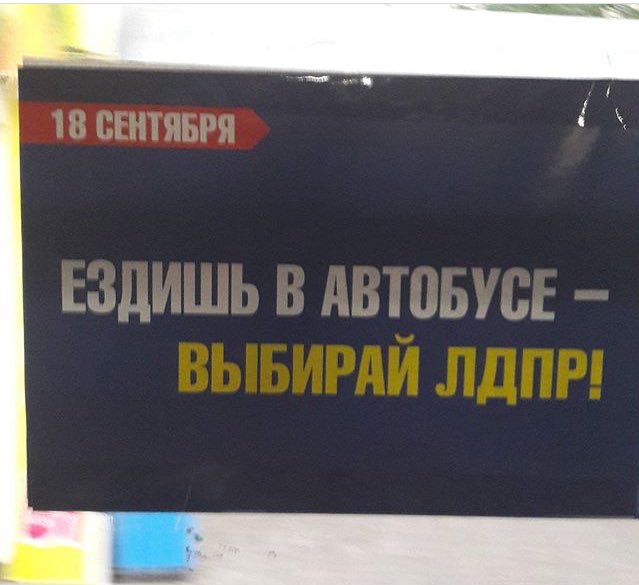 18 СЕНТЯБРЯ
ЕЗДИШЬ В АВТОБУСЕ –
ВЫБИРАЙ ЛДПР!